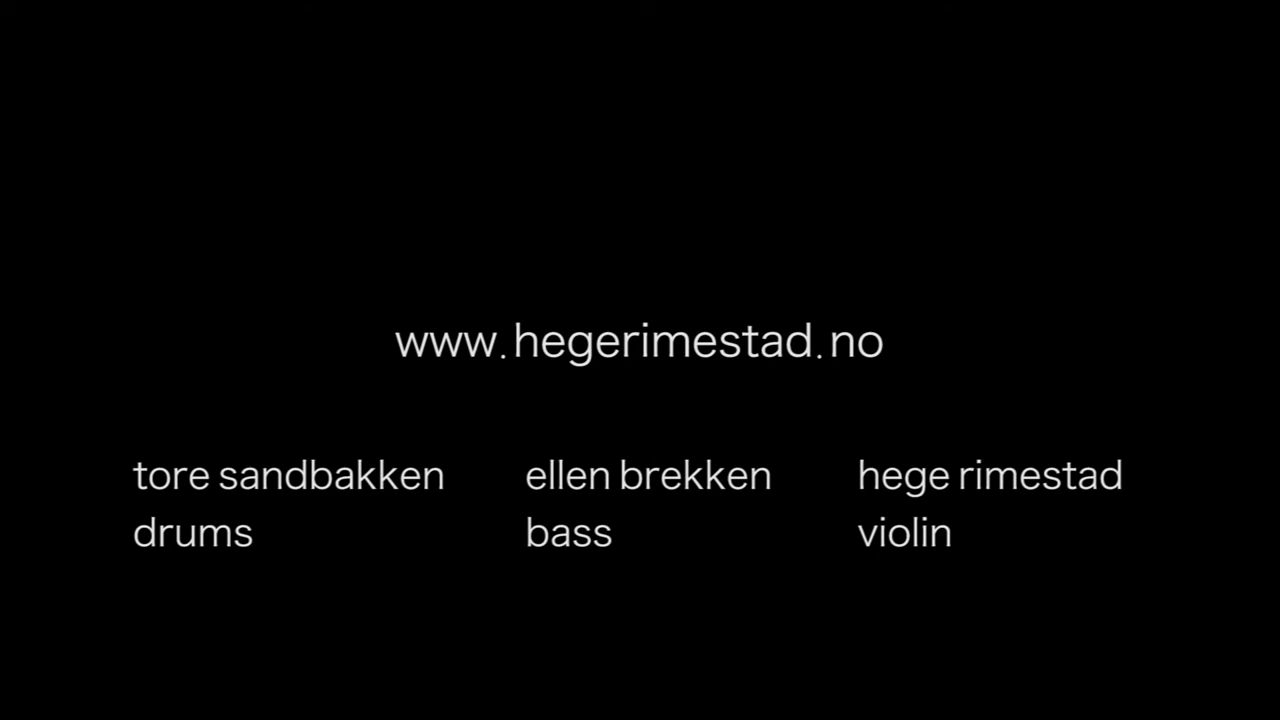 www.hegerimestad.no
tore sandbakken
drums
ellen brekken
bass
hege rimestad
violin